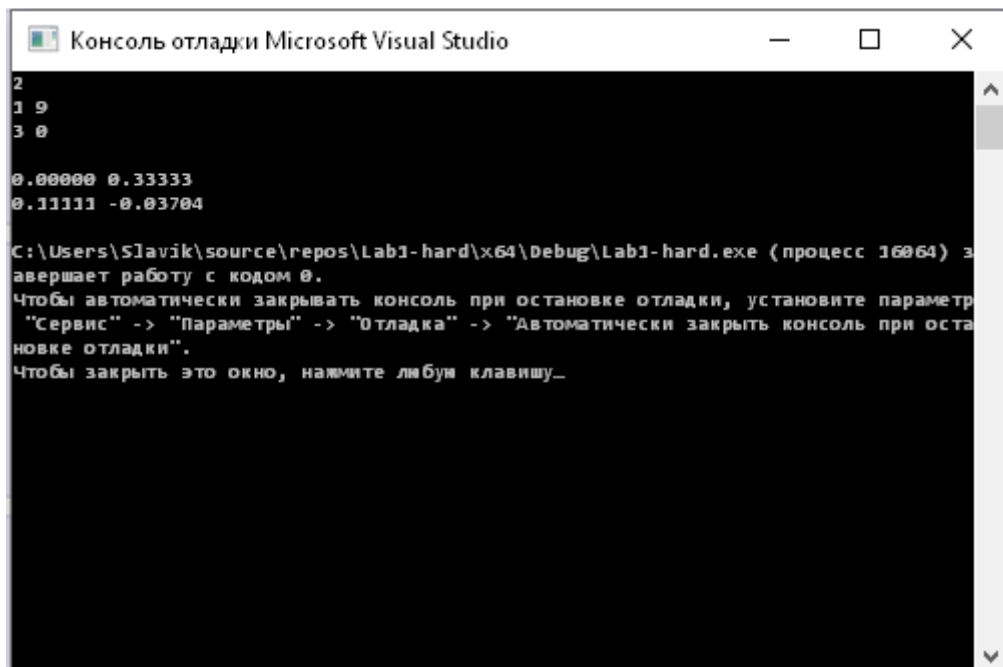 Консоль отладки Microsoft Visual Studio
2
1 9
3 0
0.00000 0.33333
0.11111 -0.03704
C:\Users\Slavik\source\repos\Lab1-hard\x64\Debug\Lab1-hard.exe (процесс 16064) з
авершает работу с кодом 0.
Чтобы автоматически закрывать консоль при остановке отладки, установите параметр
"Сервис" -> "Параметры" -> "Отладка" -> "Автоматически закрыть консоль при оста
новке отладки".
Чтобы закрыть это окно, нажмите любую клавишу…